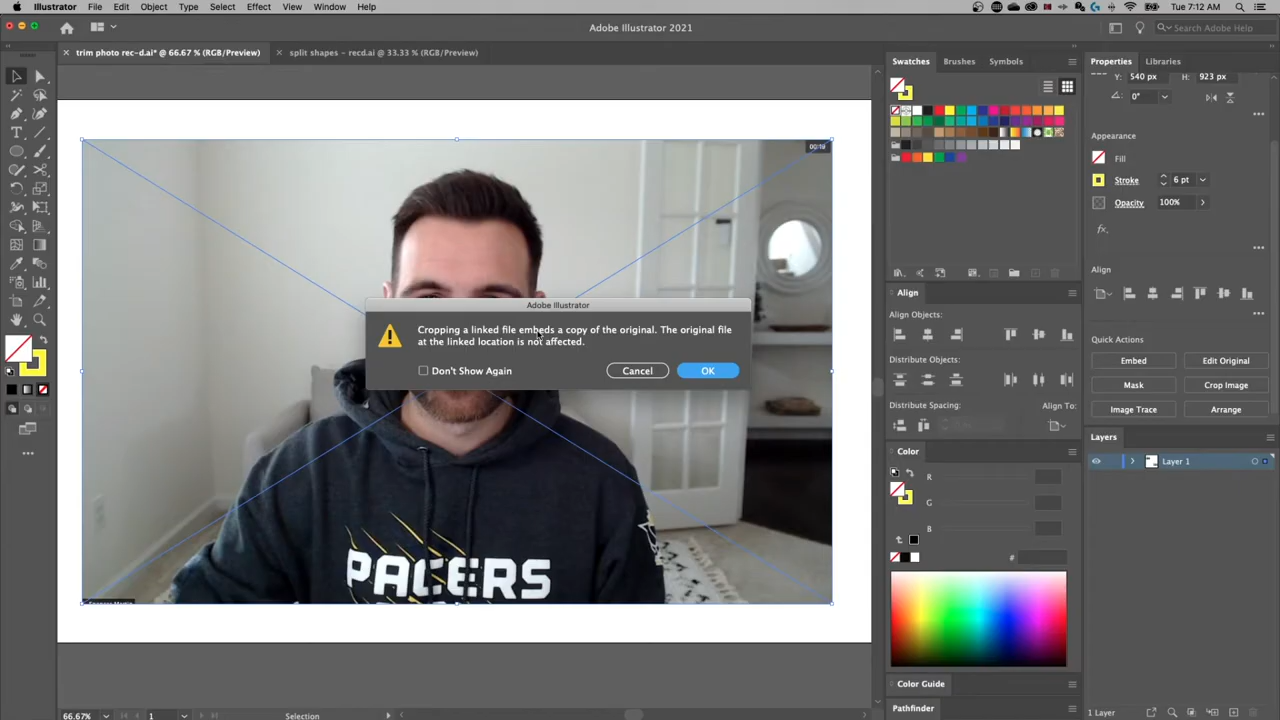 Illustrator File Edit Object Type Select Effect View Window Help
Tue 7:12 AM
Adobe Illustrator 2021
Search Adobe Help
trim photo rec-d.ai* @ 66.67 % (RGB/Preview)
split shapes - recd.ai @ 33.33 % (RGB/Preview)
Swatches Brushes Symbols
Properties Libraries
Y: 540 px H: 923 px
0°
Appearance
Fill
Stroke 6 pt
Opacity 100%
fx.
Align
Quick Actions
Embed Edit Original
Mask Crop Image
Image Trace Arrange
Layers
Layer 1
1 Layer
Align
Align Objects:
Distribute Objects:
Distribute Spacing: Align To:
Color
R
G
B
#
Color Guide
Pathfinder
00:19
Adobe Illustrator
Cropping a linked file embeds a copy of the original. The original file
at the linked location is not affected.
Don't Show Again Cancel OK
PACERS
66.67% 1 Selection